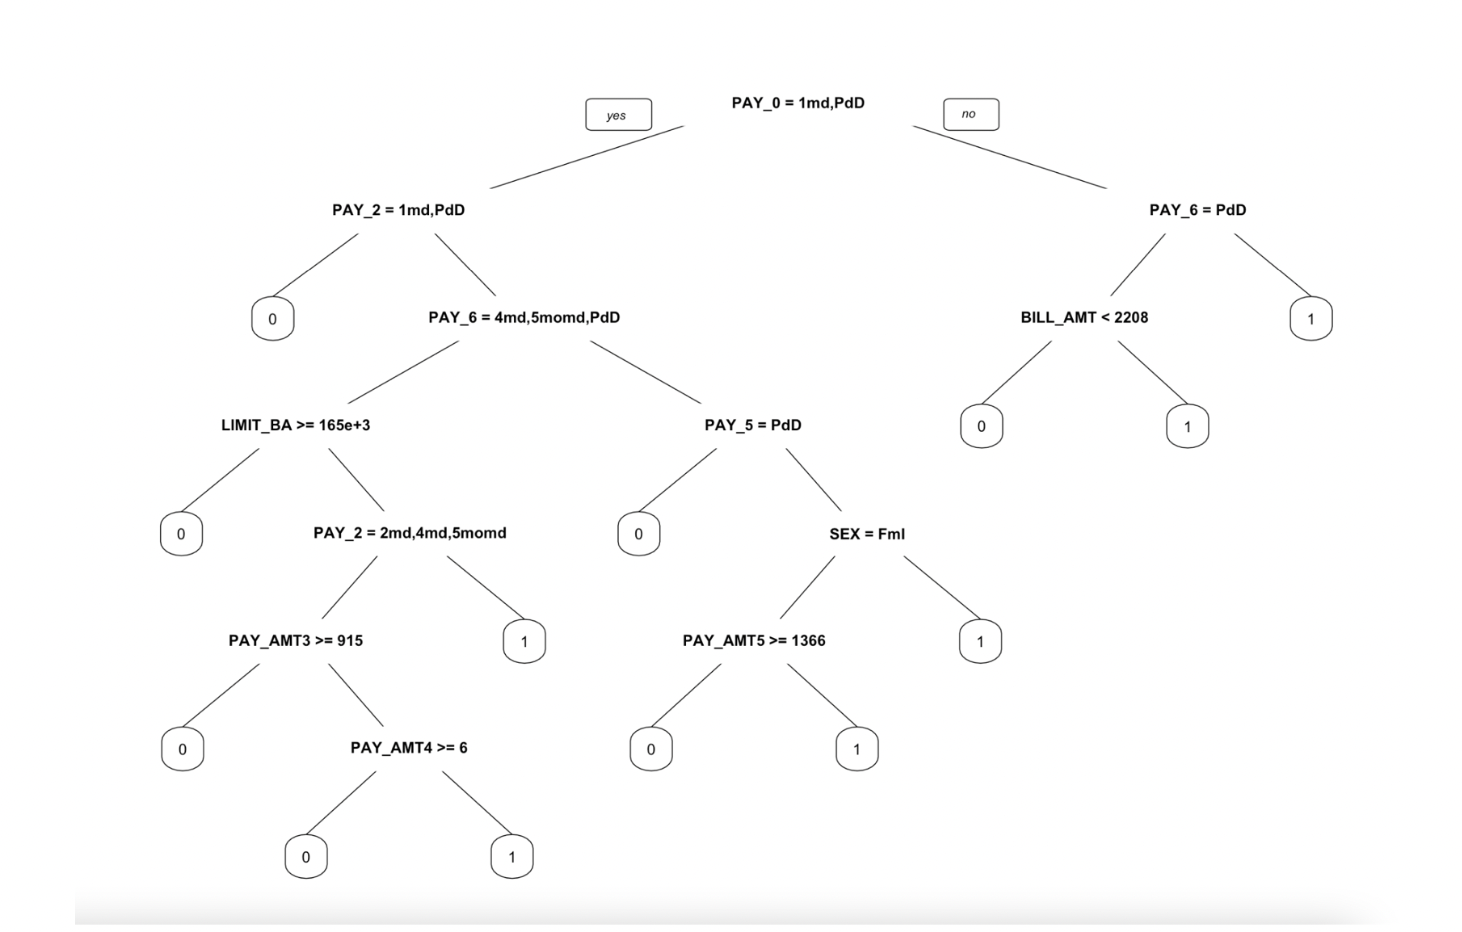 PAY_0 = 1md,PdD
yes
no
PAY_2 = 1md,PdD
PAY_6 = PdD
0
PAY_6 = 4md,5momd,PdD
BILL_AMT < 2208
1
LIMIT_BA >= 165e+3
PAY_5 = PdD
0
1
0
PAY_2 = 2md,4md,5momd
0
SEX = Fml
PAY_AMT3 >= 915
1
PAY_AMT5 >= 1366
1
0
PAY_AMT4 >= 6
0
1
0
1